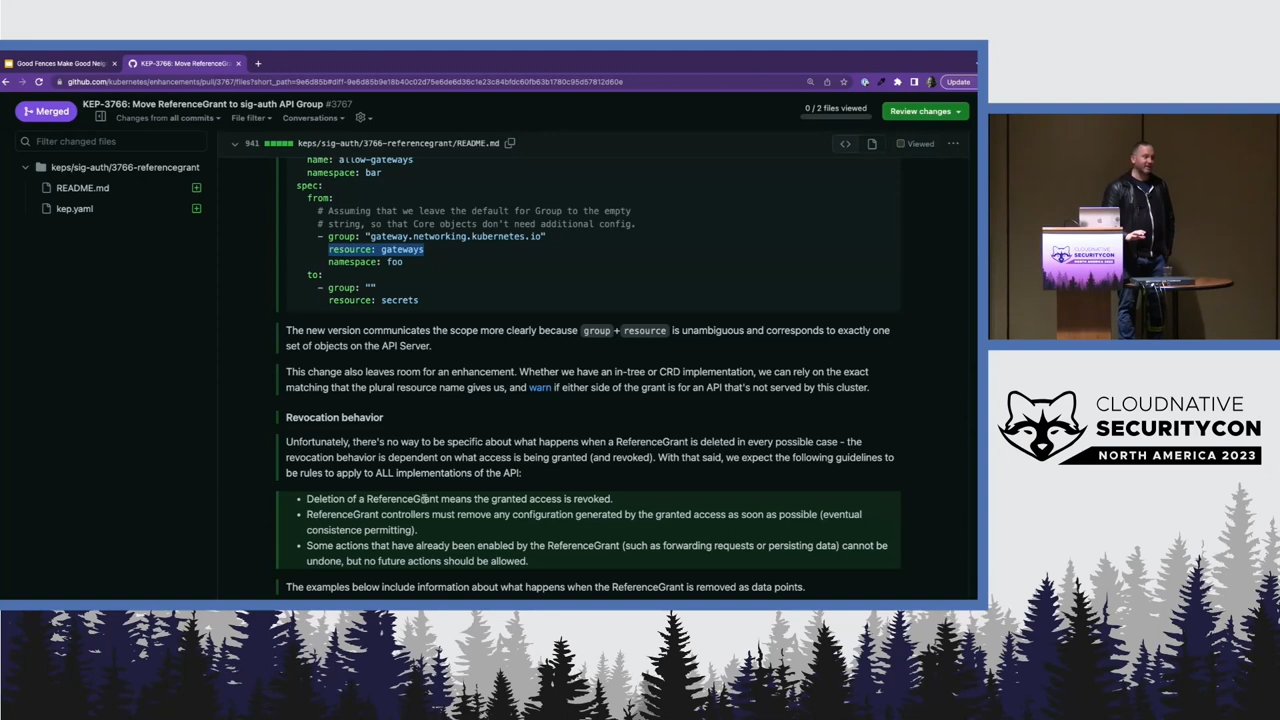 Good Fences Make Good Neig
KEP-3766: Move ReferenceGra
github.com/kubernetes/enhancements/pull/3767/files?short_path=9e6d85b#diff-9e6d85b9e18b40c02d75e6de6d36c1e23c84bfdc60fb63b1780c95d57812d60e
Update
Merged
KEP-3766: Move ReferenceGrant to sig-auth API Group #3767
Changes from all commits
File filter
Conversations
0 / 2 files viewed
Review changes
Filter changed files
941
keps/sig-auth/3766-referencegrant/README.md
Viewed
keps/sig-auth/3766-referencegrant
README.md
kep.yaml
name: allow-gateways
namespace: bar
spec:
from:
# Assuming that we leave the default for Group to the empty
# string, so that Core objects don't need additional config.
- group: "gateway.networking.kubernetes.io"
resource: gateways
namespace: foo
to:
- group: ""
resource: secrets
The new version communicates the scope more clearly because group + resource is unambiguous and corresponds to exactly one
set of objects on the API Server.
This change also leaves room for an enhancement. Whether we have an in-tree or CRD implementation, we can rely on the exact
matching that the plural resource name gives us, and warn if either side of the grant is for an API that's not served by this cluster.
Revocation behavior
Unfortunately, there's no way to be specific about what happens when a ReferenceGrant is deleted in every possible case - the
revocation behavior is dependent on what access is being granted (and revoked). With that said, we expect the following guidelines to
be rules to apply to ALL implementations of the API:
• Deletion of a ReferenceGrant means the granted access is revoked.
• ReferenceGrant controllers must remove any configuration generated by the granted access as soon as possible (eventual
consistence permitting).
• Some actions that have already been enabled by the ReferenceGrant (such as forwarding requests or persisting data) cannot be
undone, but no future actions should be allowed.
The examples below include information about what happens when the ReferenceGrant is removed as data points.
CLOUDNATIVE
SECURITYCON
CLOUDNATIVE
SECURITYCON
NORTH AMERICA 2023